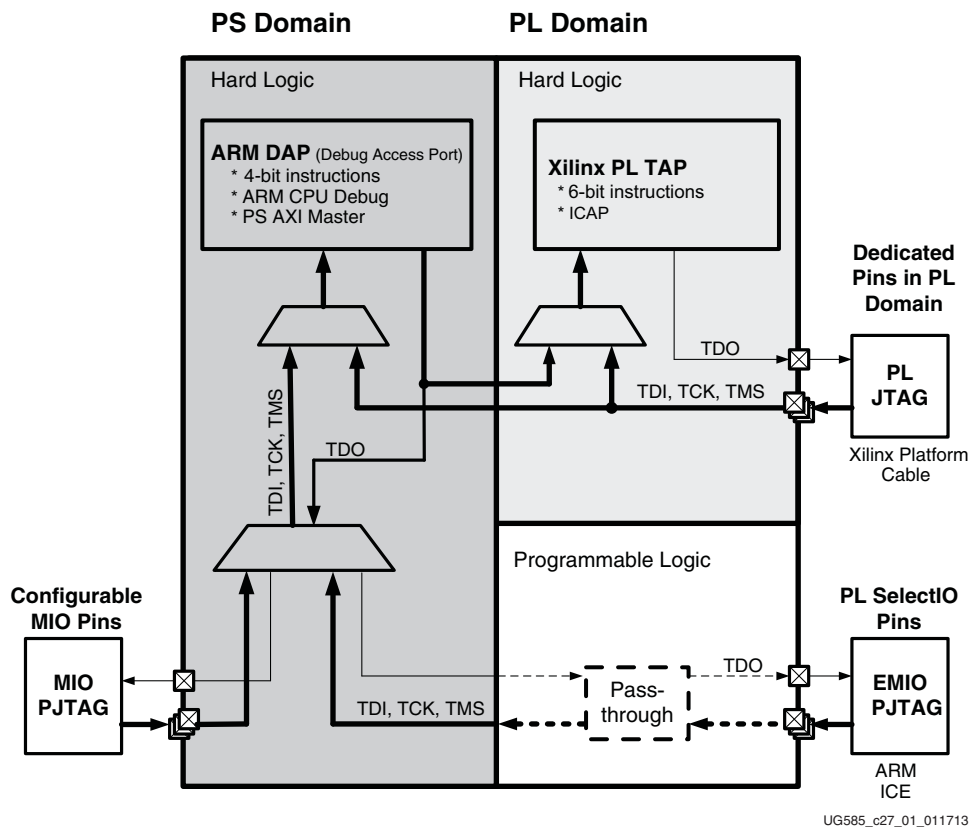 PS Domain
PL Domain
Hard Logic
Hard Logic
ARM DAP (Debug Access Port)
* 4-bit instructions
* ARM CPU Debug
* PS AXI Master
Xilinx PL TAP
* 6-bit instructions
* ICAP
Dedicated
Pins in PL
Domain
TDO
PL
JTAG
TDI, TCK, TMS
Xilinx Platform
Cable
TDI, TCK, TMS
TDO
Programmable Logic
Configurable
MIO Pins
PL SelectIO
Pins
MIO
PJTAG
TDO
Pass-
through
EMIO
PJTAG
TDI, TCK, TMS
ARM
ICE
UG585_c27_01_011713